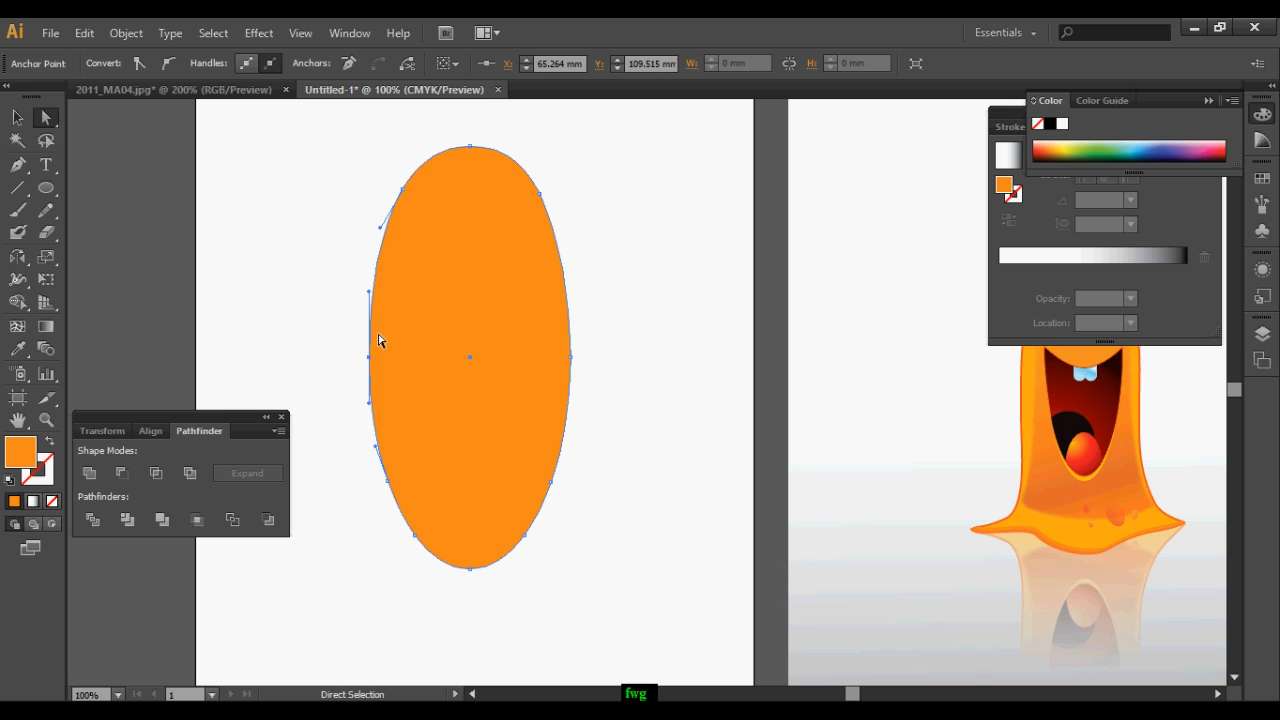 Ai File Edit Object Type Select Effect View Window Help Br Essentials
Anchor Point Convert: Handles: Anchors: X: 65.264 mm Y: 109.515 mm W: 0 mm H: 0 mm
2011_MA04.jpg* @ 200% (RGB/Preview) × Untitled-1* @ 100% (CMYK/Preview) ×
Color Color Guide
Stroke
Opacity:
Location:
Transform Align Pathfinder
Shape Modes:
Expand
Pathfinders:
100% 1 Direct Selection
fwg